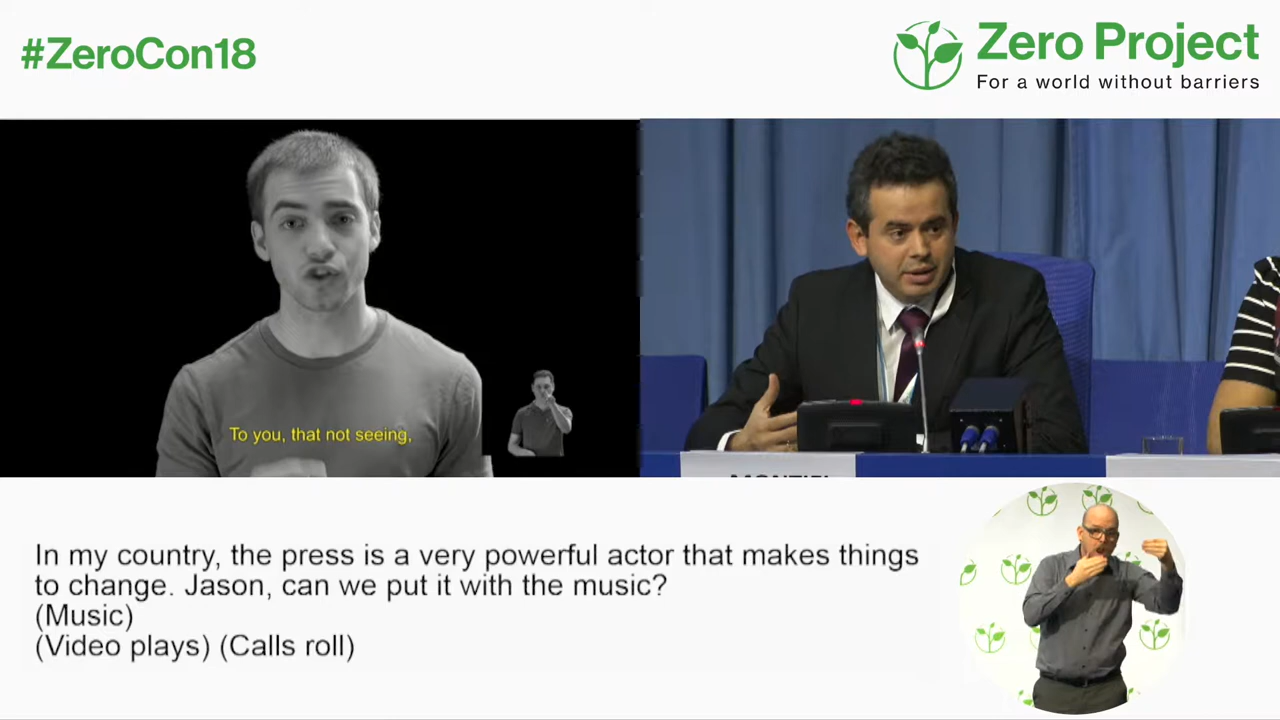 #ZeroCon18
Zero Project
For a world without barriers
To you, that not seeing,
In my country, the press is a very powerful actor that makes things
to change. Jason, can we put it with the music?
(Music)
(Video plays) (Calls roll)